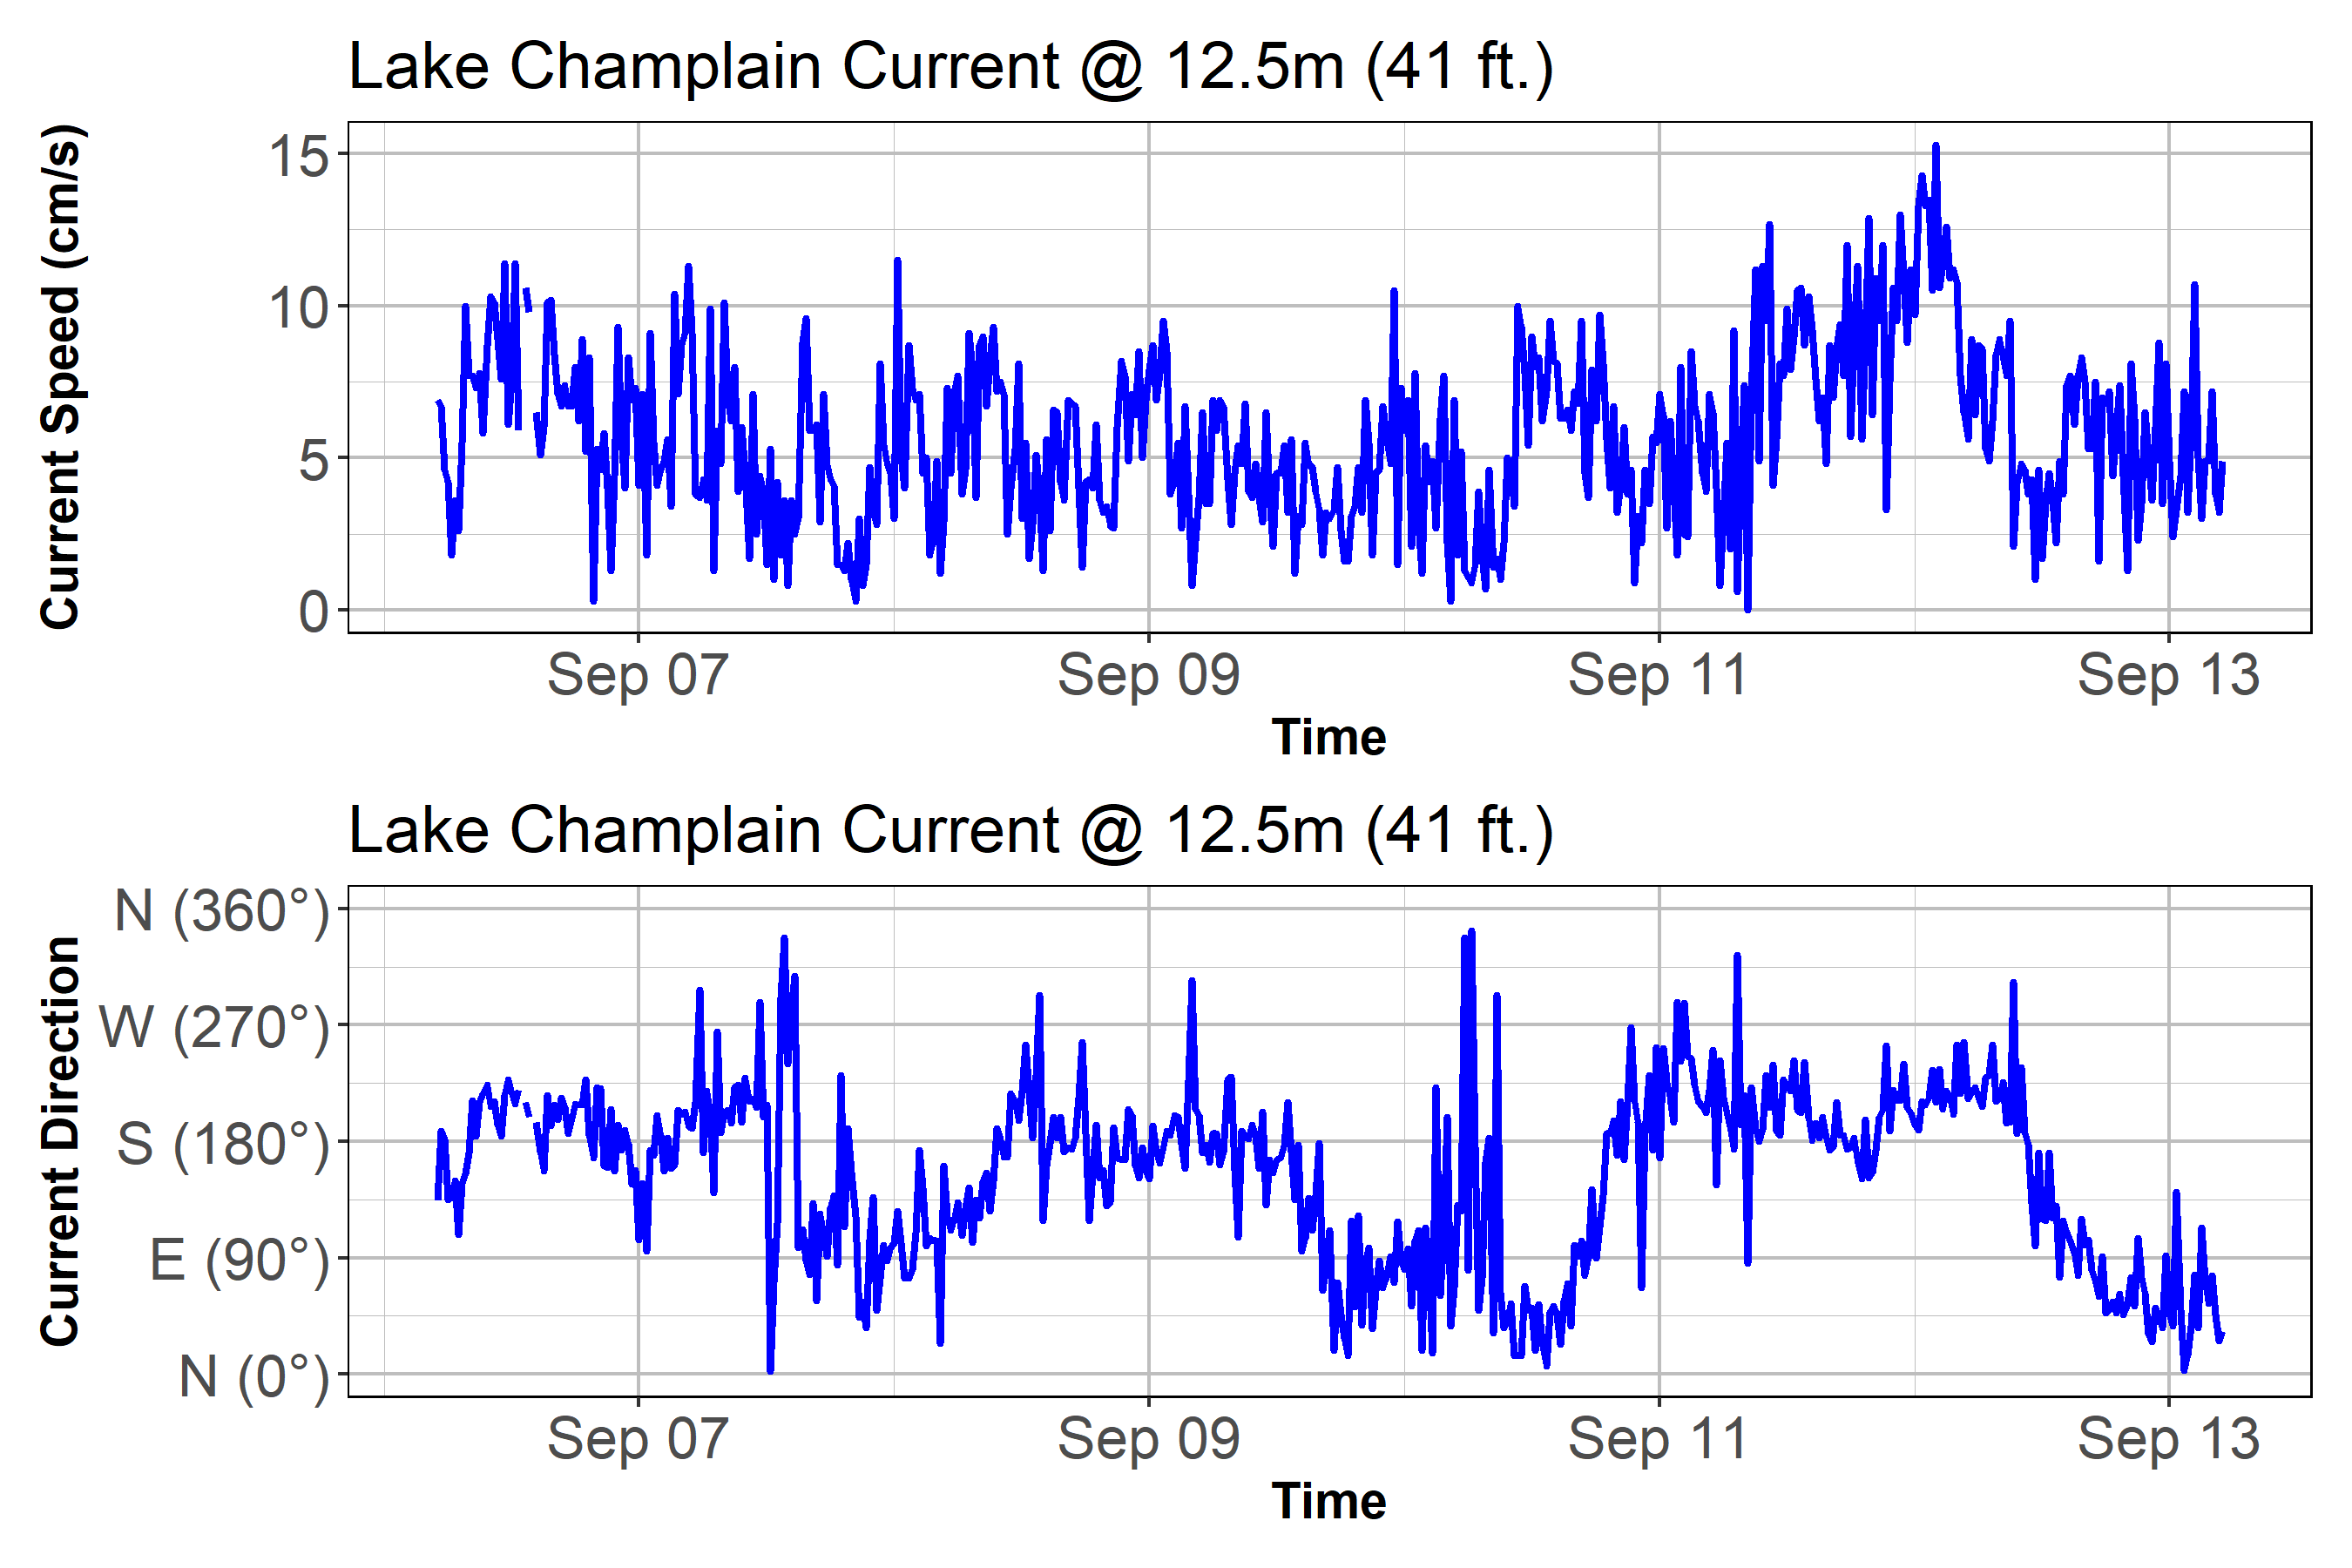 Lake Champlain Current @ 12.5m (41 ft.)
Current Speed (cm/s)
15
10
5
0
Sep 07 Sep 09 Sep 11 Sep 13
Time
Lake Champlain Current @ 12.5m (41 ft.)
Current Direction
N (360°)
W (270°)
S (180°)
E (90°)
N (0°)
Sep 07 Sep 09 Sep 11 Sep 13
Time